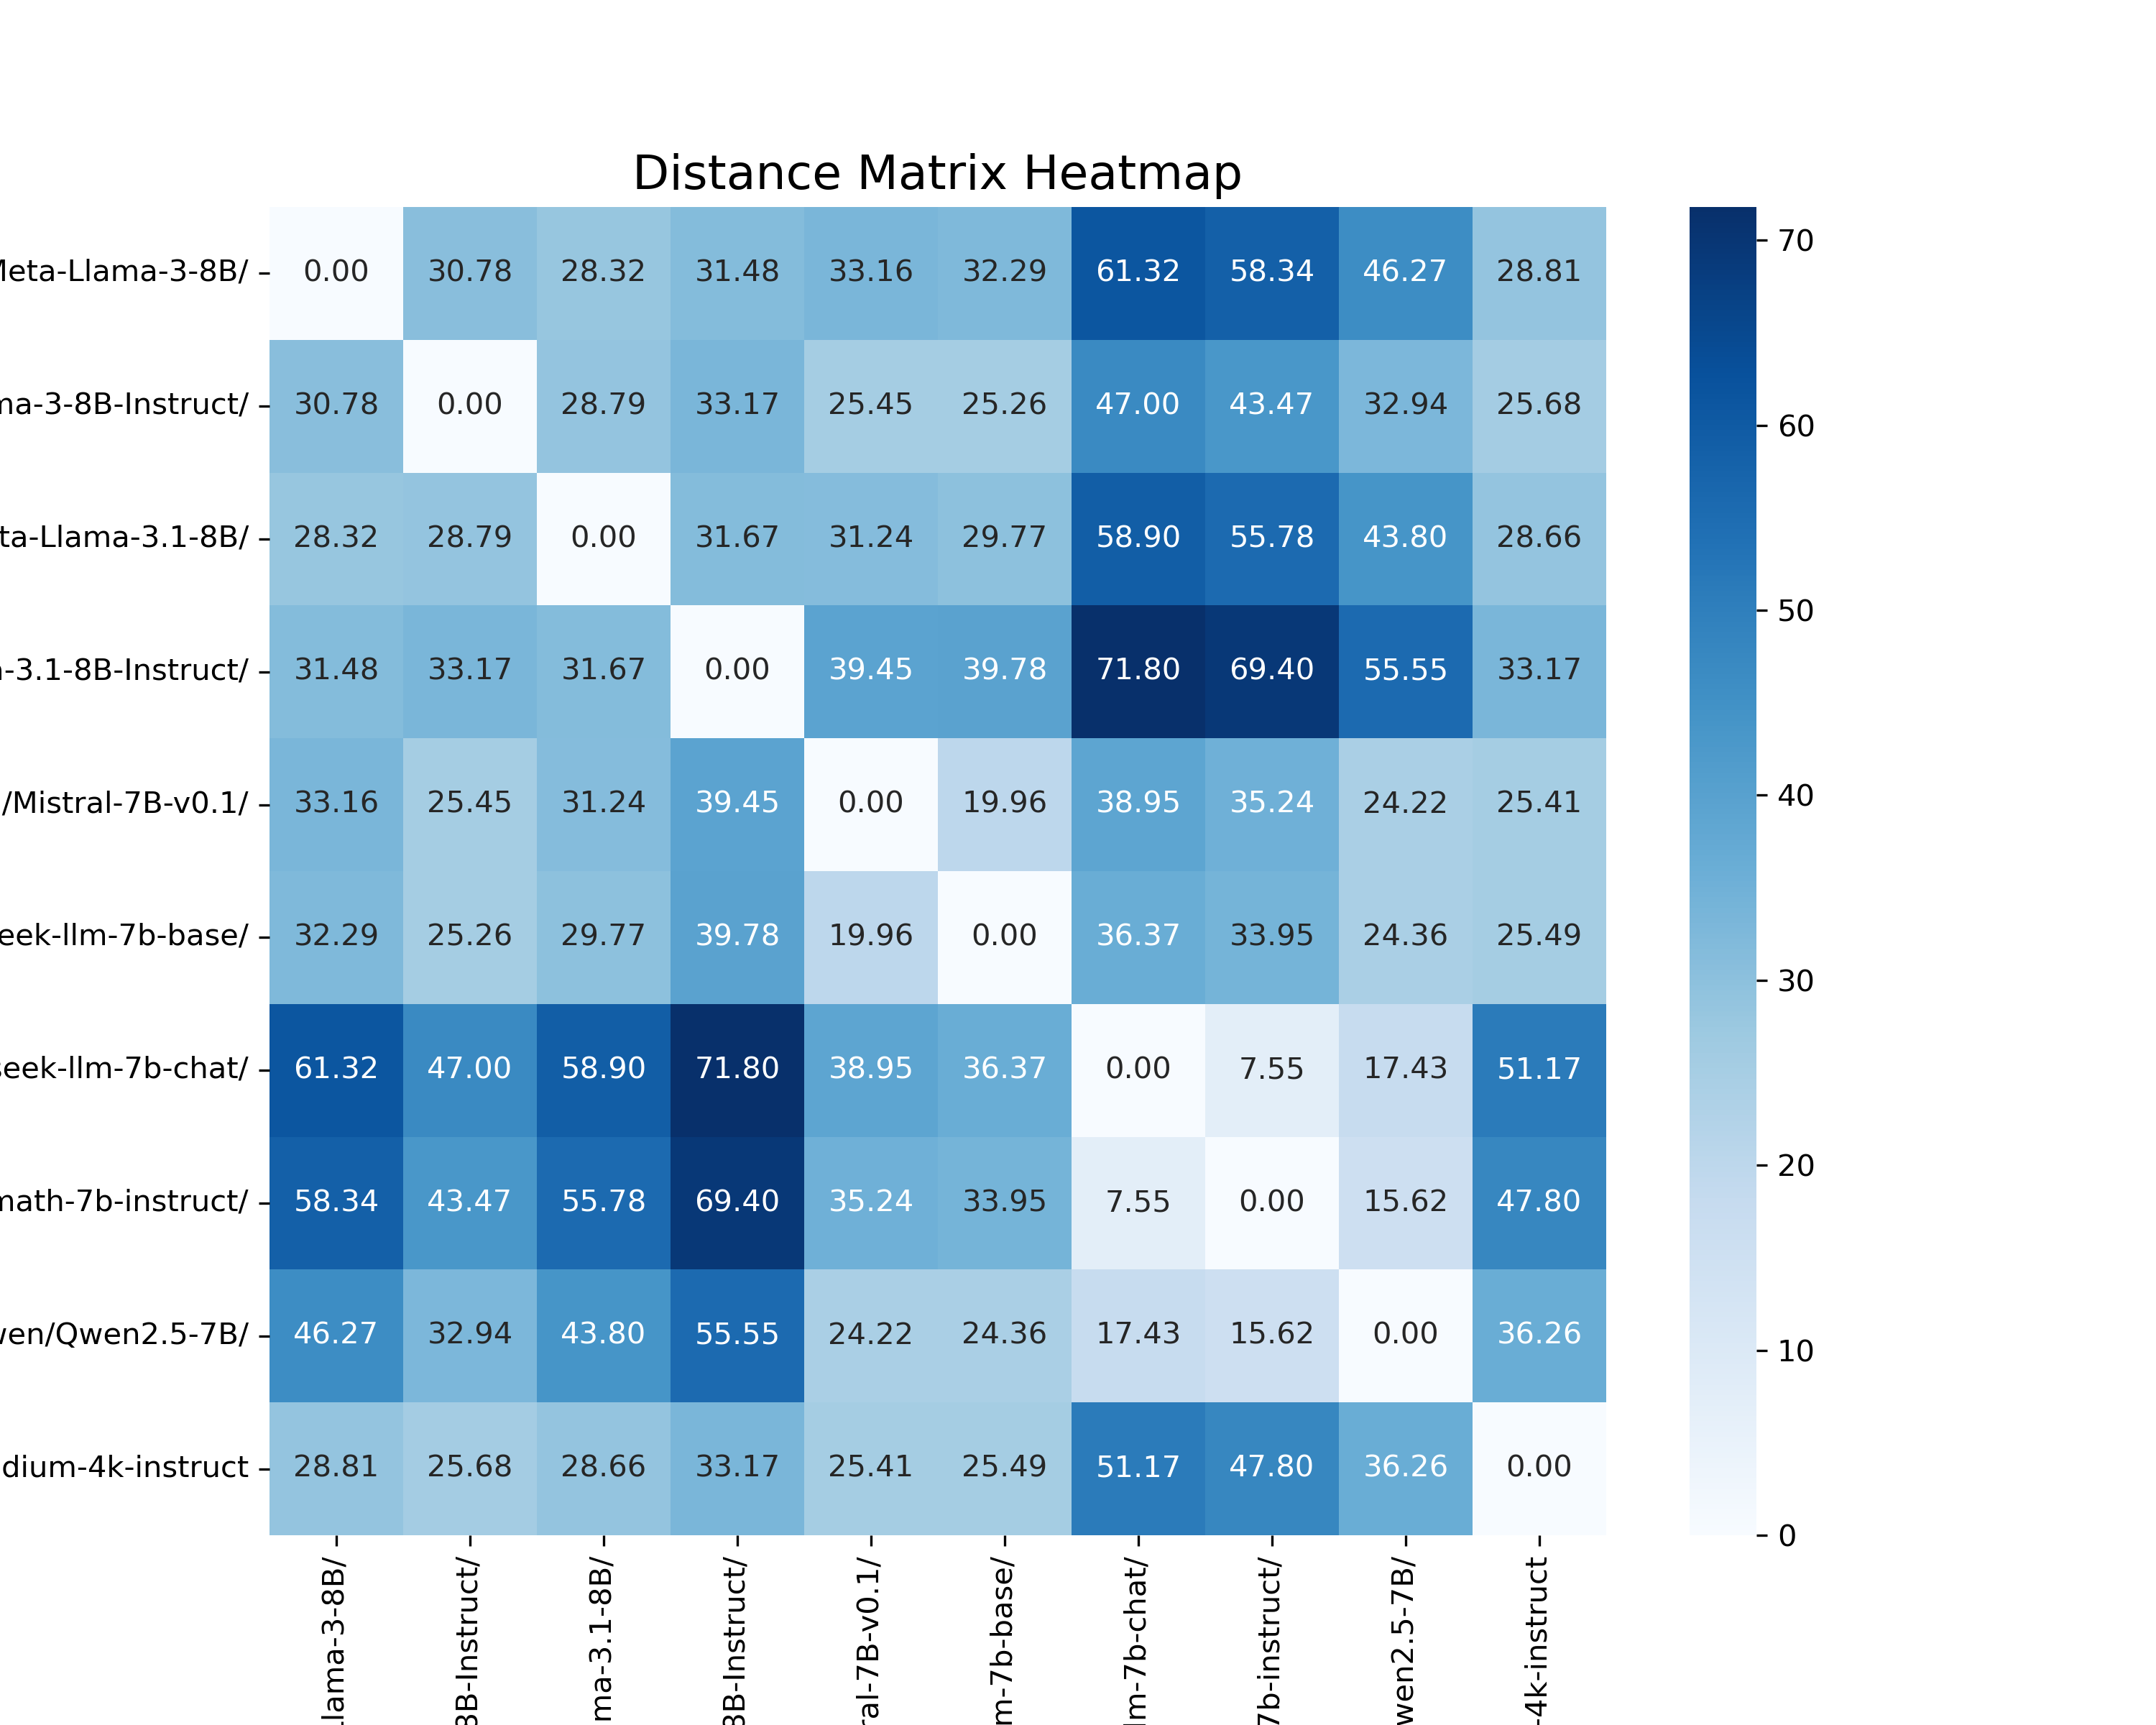 Distance Matrix Heatmap
Meta-Llama-3-8B/ 0.00 30.78 28.32 31.48 33.16 32.29 61.32 58.34 46.27 28.81
ma-3-8B-Instruct/ 30.78 0.00 28.79 33.17 25.45 25.26 47.00 43.47 32.94 25.68
ta-Llama-3.1-8B/ 28.32 28.79 0.00 31.67 31.24 29.77 58.90 55.78 43.80 28.66
-3.1-8B-Instruct/ 31.48 33.17 31.67 0.00 39.45 39.78 71.80 69.40 55.55 33.17
/Mistral-7B-v0.1/ 33.16 25.45 31.24 39.45 0.00 19.96 38.95 35.24 24.22 25.41
eek-llm-7b-base/ 32.29 25.26 29.77 39.78 19.96 0.00 36.37 33.95 24.36 25.49
seek-llm-7b-chat/ 61.32 47.00 58.90 71.80 38.95 36.37 0.00 7.55 17.43 51.17
math-7b-instruct/ 58.34 43.47 55.78 69.40 35.24 33.95 7.55 0.00 15.62 47.80
wen/Qwen2.5-7B/ 46.27 32.94 43.80 55.55 24.22 24.36 17.43 15.62 0.00 36.26
dium-4k-instruct 28.81 25.68 28.66 33.17 25.41 25.49 51.17 47.80 36.26 0.00
Llama-3-8B/
8B-Instruct/
ma-3.1-8B/
8B-Instruct/
ral-7B-v0.1/
m-7b-base/
lm-7b-chat/
7b-instruct/
wen2.5-7B/
-4k-instruct
70
60
50
40
30
20
10
0